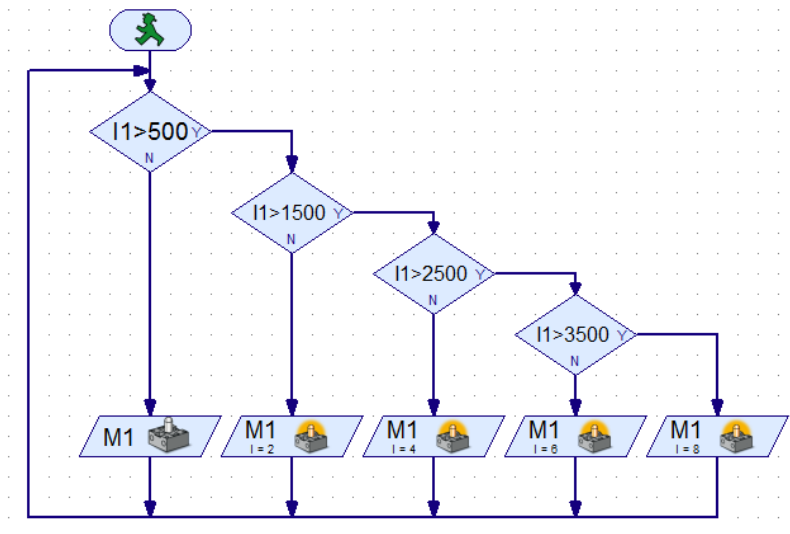 I1>500 Y
N
I1>1500 Y
N
I1>2500 Y
N
I1>3500 Y
N
M1
M1
I = 2
M1
I = 4
M1
I = 6
M1
I = 8